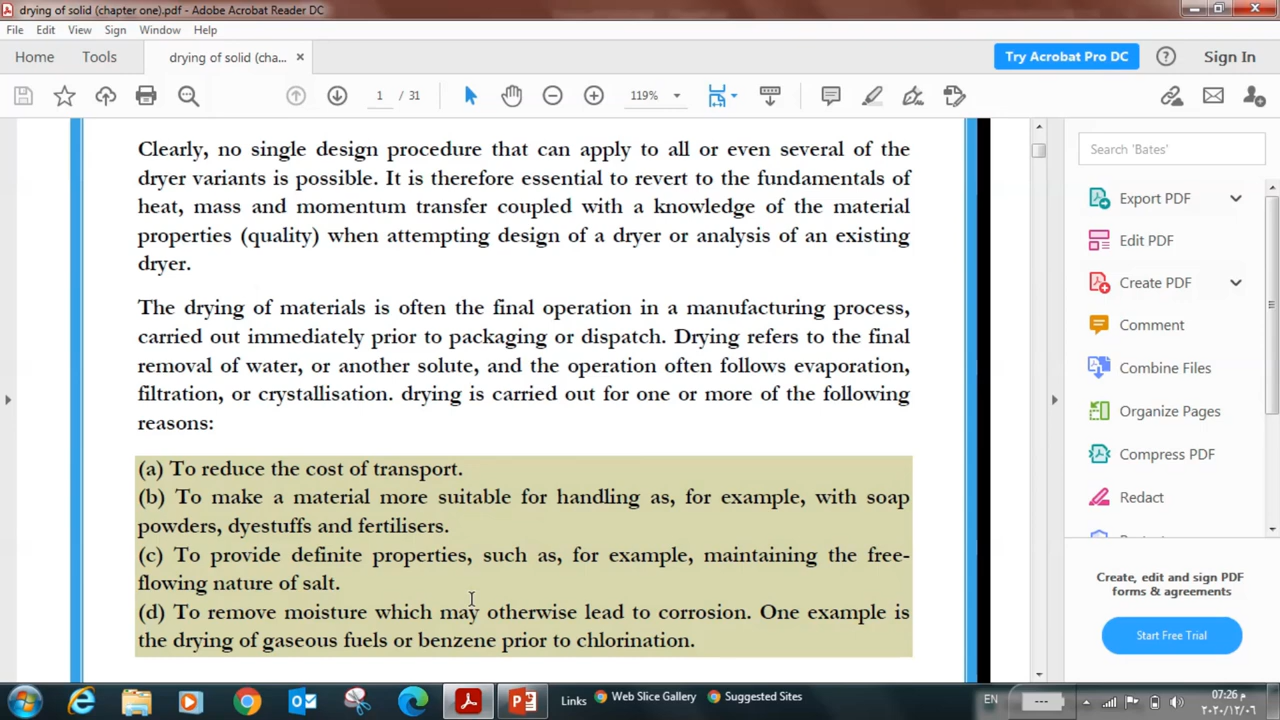 drying of solid (chapter one).pdf - Adobe Acrobat Reader DC
File Edit View Sign Window Help
Home Tools drying of solid (cha... × Try Acrobat Pro DC Sign In
1 / 31 119%
Clearly, no single design procedure that can apply to all or even several of the
dryer variants is possible. It is therefore essential to revert to the fundamentals of
heat, mass and momentum transfer coupled with a knowledge of the material
properties (quality) when attempting design of a dryer or analysis of an existing
dryer.
The drying of materials is often the final operation in a manufacturing process,
carried out immediately prior to packaging or dispatch. Drying refers to the final
removal of water, or another solute, and the operation often follows evaporation,
filtration, or crystallisation. drying is carried out for one or more of the following
reasons:
(a) To reduce the cost of transport.
(b) To make a material more suitable for handling as, for example, with soap
powders, dyestuffs and fertilisers.
(c) To provide definite properties, such as, for example, maintaining the free-
flowing nature of salt.
(d) To remove moisture which may otherwise lead to corrosion. One example is
the drying of gaseous fuels or benzene prior to chlorination.
Search 'Bates'
Export PDF
Edit PDF
Create PDF
Comment
Combine Files
Organize Pages
Compress PDF
Redact
Create, edit and sign PDF
forms & agreements
Start Free Trial
Links Web Slice Gallery Suggested Sites EN --- 07:26 م
٢٠٢٠/١٢/٠٦